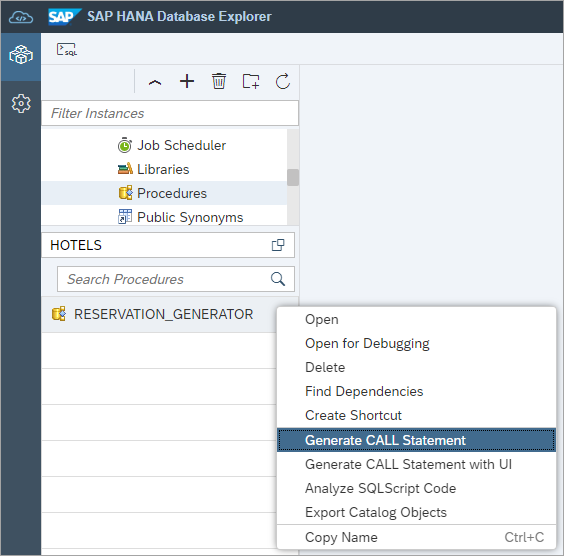 SAP SAP HANA Database Explorer
SQL
Filter Instances
Job Scheduler
Libraries
Procedures
Public Synonyms
HOTELS
Search Procedures
RESERVATION_GENERATOR
Open
Open for Debugging
Delete
Find Dependencies
Create Shortcut
Generate CALL Statement
Generate CALL Statement with UI
Analyze SQLScript Code
Export Catalog Objects
Copy Name Ctrl+C